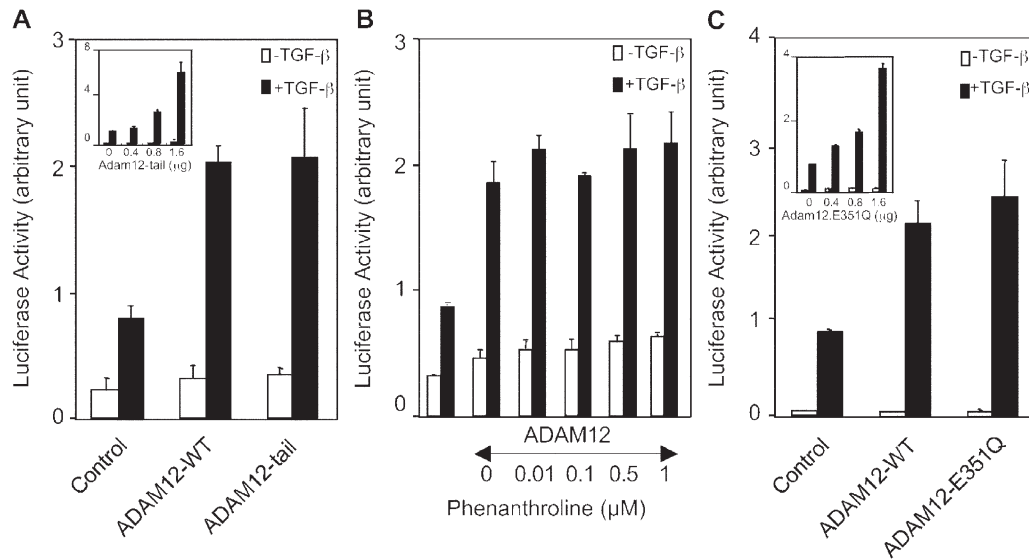 A
Luciferase Activity (arbitrary unit)
3
2
1
0
-TGF-β
+TGF-β
8
4
0
0 0.4 0.8 1.6
Adam12-tail (μg)
Control
ADAM12-WT
ADAM12-tail
B
Luciferase Activity (arbitrary unit)
3
2
1
0
-TGF-β
+TGF-β
ADAM12
0 0.01 0.1 0.5 1
Phenanthroline (μM)
C
Luciferase Activity (arbitrary unit)
4
3
2
1
0
-TGF-β
+TGF-β
4
2
0
0 0.4 0.8 1.6
Adam12.E351Q (μg)
Control
ADAM12-WT
ADAM12-E351Q